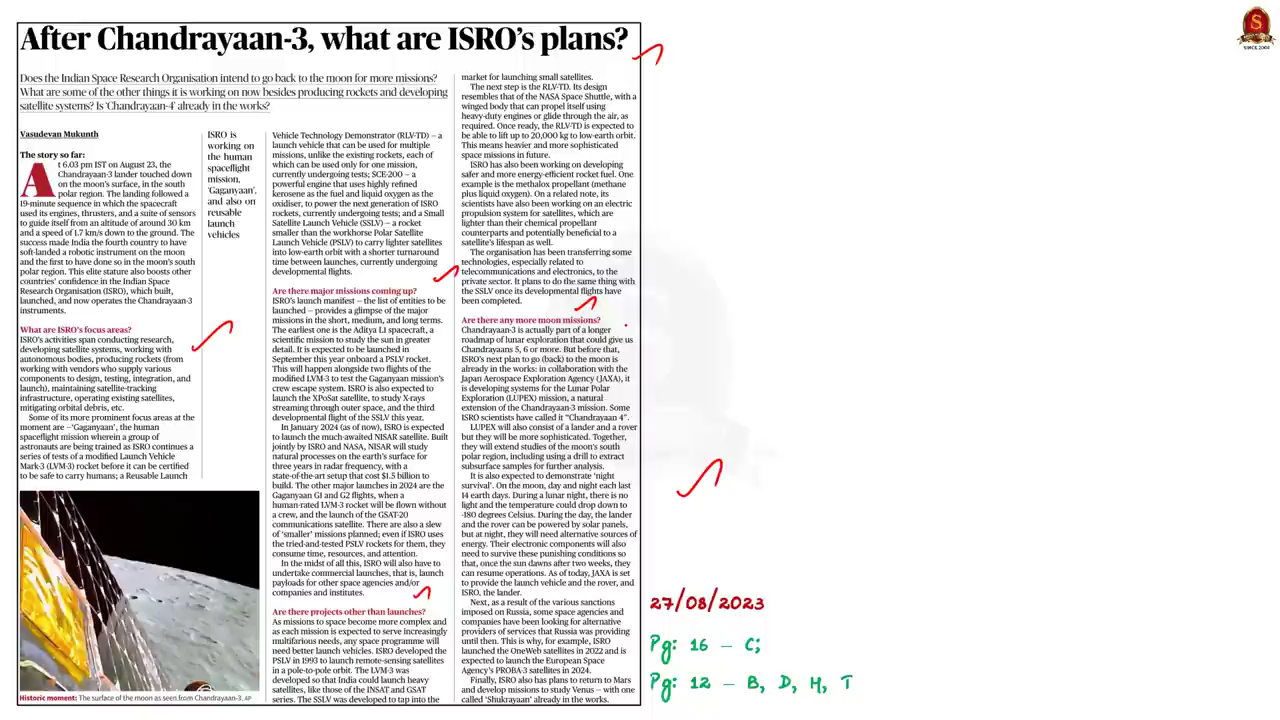 After Chandrayaan-3, what are ISRO's plans?
Does the Indian Space Research Organisation intend to go back to the moon for more missions?
What are some of the other things it is working on now besides producing rockets and developing
satellite systems? Is 'Chandrayaan-4' already in the works?
Vasudevan Mukunth
The story so far:
At 6.03 pm IST on August 23, the
Chandrayaan-3 lander touched down
on the moon's surface, in the south
polar region. The landing followed a
19-minute sequence in which the spacecraft
used its engines, thrusters, and a suite of sensors
to guide itself from an altitude of around 30 km
and a speed of 1.7 km/s down to the ground. The
success made India the fourth country to have
soft-landed a robotic instrument on the moon
and the first to have done so in the moon's south
polar region. This elite stature also boosts other
countries' confidence in the Indian Space
Research Organisation (ISRO), which built,
launched, and now operates the Chandrayaan-3
instruments.
What are ISRO's focus areas?
ISRO's activities span conducting research,
developing satellite systems, working with
autonomous bodies, producing rockets (from
working with vendors who supply various
components to design, testing, integration, and
launch), maintaining satellite-tracking
infrastructure, operating existing satellites,
mitigating orbital debris, etc.
Some of its more prominent focus areas at the
moment are –'Gaganyaan', the human
spaceflight mission wherein a group of
astronauts are being trained as ISRO continues a
series of tests of a modified Launch Vehicle
Mark-3 (LVM-3) rocket before it can be certified
to be safe to carry humans; a Reusable Launch
ISRO is
working on
the human
spaceflight
mission,
'Gaganyaan',
and also on
reusable
launch
vehicles
Historic moment: The surface of the moon as seen from Chandrayaan-3. AP
Vehicle Technology Demonstrator (RLV-TD) – a
launch vehicle that can be used for multiple
missions, unlike the existing rockets, each of
which can be used only for one mission,
currently undergoing tests; SCE-200 – a
powerful engine that uses highly refined
kerosene as the fuel and liquid oxygen as the
oxidiser, to power the next generation of ISRO
rockets, currently undergoing tests; and a Small
Satellite Launch Vehicle (SSLV) – a rocket
smaller than the workhorse Polar Satellite
Launch Vehicle (PSLV) to carry lighter satellites
into low-earth orbit with a shorter turnaround
time between launches, currently undergoing
developmental flights.
Are there major missions coming up?
ISRO's launch manifest – the list of entities to be
launched – provides a glimpse of the major
missions in the short, medium, and long terms.
The earliest one is the Aditya L1 spacecraft, a
scientific mission to study the sun in greater
detail. It is expected to be launched in
September this year onboard a PSLV rocket.
This will happen alongside two flights of the
modified LVM-3 to test the Gaganyaan mission's
crew escape system. ISRO is also expected to
launch the XPoSat satellite, to study X-rays
streaming through outer space, and the third
developmental flight of the SSLV this year.
In January 2024 (as of now), ISRO is expected
to launch the much-awaited NISAR satellite. Built
jointly by ISRO and NASA, NISAR will study
natural processes on the earth's surface for
three years in radar frequency, with a
state-of-the-art setup that cost $1.5 billion to
build. The other major launches in 2024 are the
Gaganyaan G1 and G2 flights, when a
human-rated LVM-3 rocket will be flown without
a crew, and the launch of the GSAT-20
communications satellite. There are also a slew
of 'smaller' missions planned; even if ISRO uses
the tried-and-tested PSLV rockets for them, they
consume time, resources, and attention.
In the midst of all this, ISRO will also have to
undertake commercial launches, that is, launch
payloads for other space agencies and/or
companies and institutes.
Are there projects other than launches?
As missions to space become more complex and
as each mission is expected to serve increasingly
multifarious needs, any space programme will
need better launch vehicles. ISRO developed the
PSLV in 1993 to launch remote-sensing satellites
in a pole-to-pole orbit. The LVM-3 was
developed so that India could launch heavy
satellites, like those of the INSAT and GSAT
series. The SSLV was developed to tap into the
market for launching small satellites.
The next step is the RLV-TD. Its design
resembles that of the NASA Space Shuttle, with a
winged body that can propel itself using
heavy-duty engines or glide through the air, as
required. Once ready, the RLV-TD is expected to
be able to lift up to 20,000 kg to low-earth orbit.
This means heavier and more sophisticated
space missions in future.
ISRO has also been working on developing
safer and more energy-efficient rocket fuel. One
example is the methalox propellant (methane
plus liquid oxygen). On a related note, its
scientists have also been working on an electric
propulsion system for satellites, which are
lighter than their chemical propellant
counterparts and potentially beneficial to a
satellite's lifespan as well.
The organisation has been transferring some
technologies, especially related to
telecommunications and electronics, to the
private sector. It plans to do the same thing with
the SSLV once its developmental flights have
been completed.
Are there any more moon missions?
Chandrayaan-3 is actually part of a longer
roadmap of lunar exploration that could give us
Chandrayaans 5, 6 or more. But before that,
ISRO's next plan to go (back) to the moon is
already in the works: in collaboration with the
Japan Aerospace Exploration Agency (JAXA), it
is developing systems for the Lunar Polar
Exploration (LUPEX) mission, a natural
extension of the Chandrayaan-3 mission. Some
ISRO scientists have called it "Chandrayaan 4".
LUPEX will also consist of a lander and a rover
but they will be more sophisticated. Together,
they will extend studies of the moon's south
polar region, including using a drill to extract
subsurface samples for further analysis.
It is also expected to demonstrate 'night
survival'. On the moon, day and night each last
14 earth days. During a lunar night, there is no
light and the temperature could drop down to
-180 degrees Celsius. During the day, the lander
and the rover can be powered by solar panels,
but at night, they will need alternative sources of
energy. Their electronic components will also
need to survive these punishing conditions so
that, once the sun dawns after two weeks, they
can resume operations. As of today, JAXA is set
to provide the launch vehicle and the rover, and
ISRO, the lander.
Next, as a result of the various sanctions
imposed on Russia, some space agencies and
companies have been looking for alternative
providers of services that Russia was providing
until then. This is why, for example, ISRO
launched the OneWeb satellites in 2022 and is
expected to launch the European Space
Agency's PROBA-3 satellites in 2024.
Finally, ISRO also has plans to return to Mars
and develop missions to study Venus – with one
called 'Shukrayaan' already in the works.
27/08/2023
Pg: 16 – C;
Pg: 12 – B, D, H, T
S
SINCE 2004